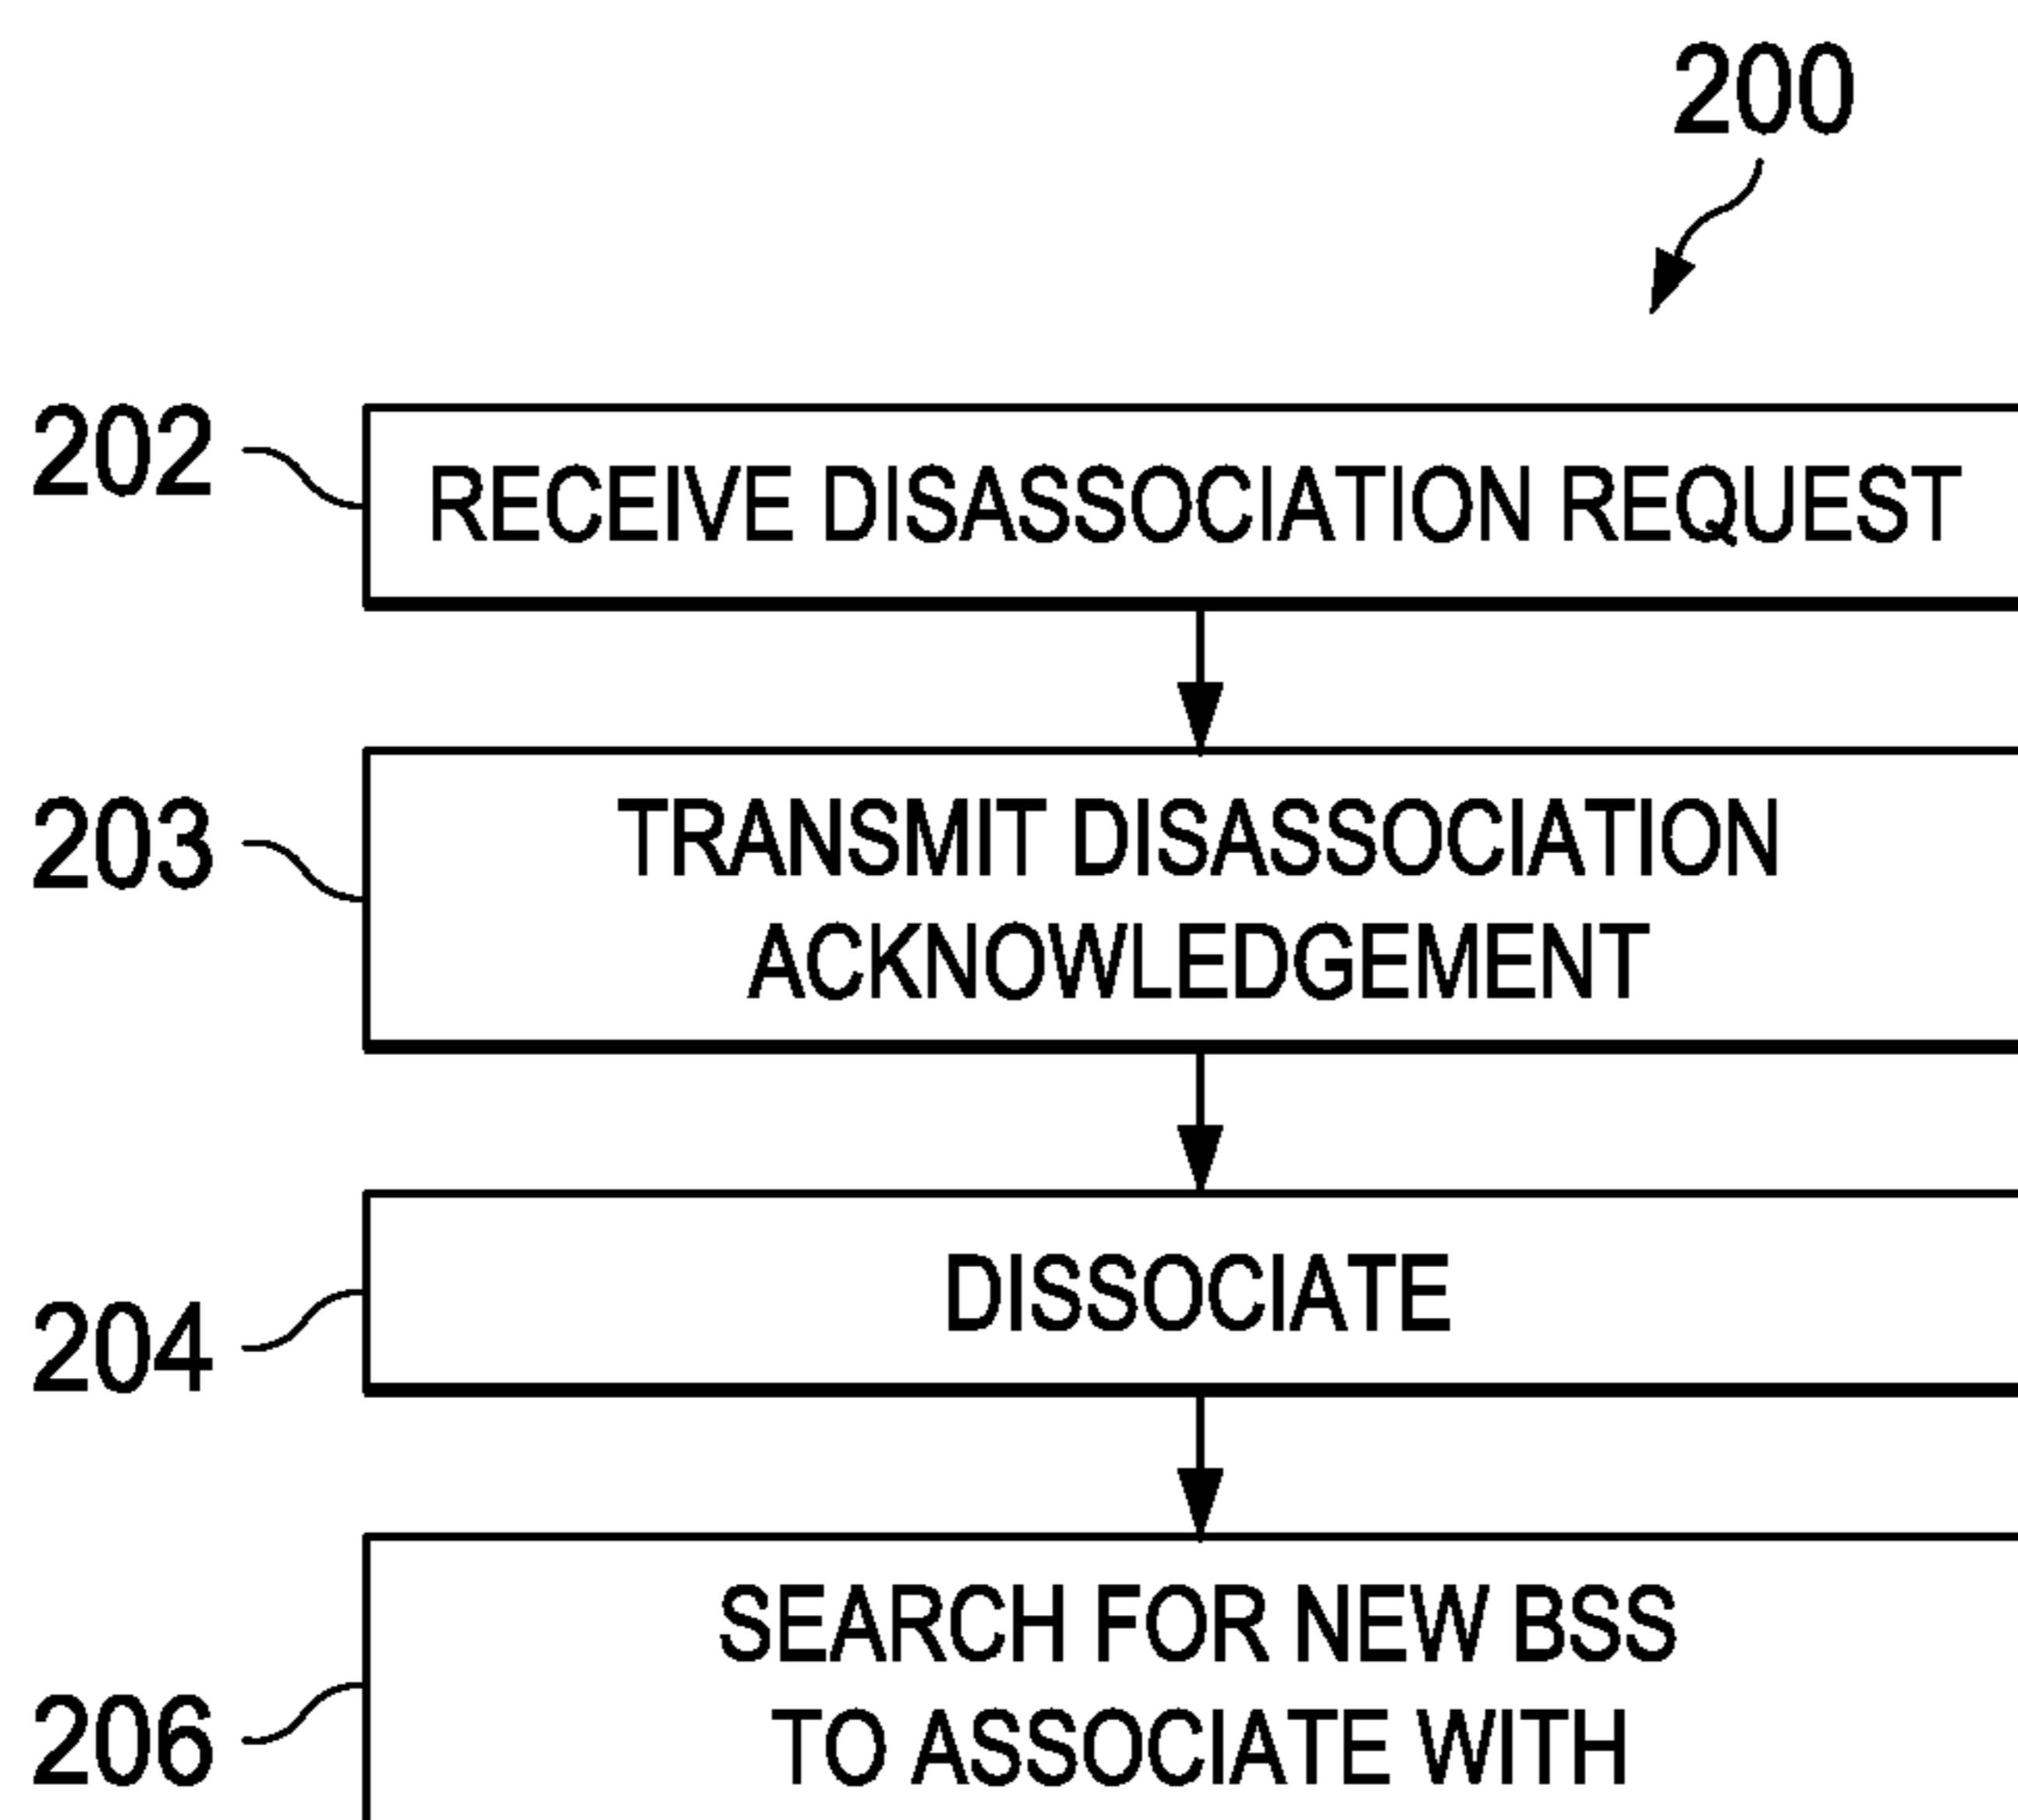 200
202
RECEIVE DISASSOCIATION REQUEST
203
TRANSMIT DISASSOCIATION
ACKNOWLEDGEMENT
204
DISSOCIATE
206
SEARCH FOR NEW BSS
TO ASSOCIATE WITH